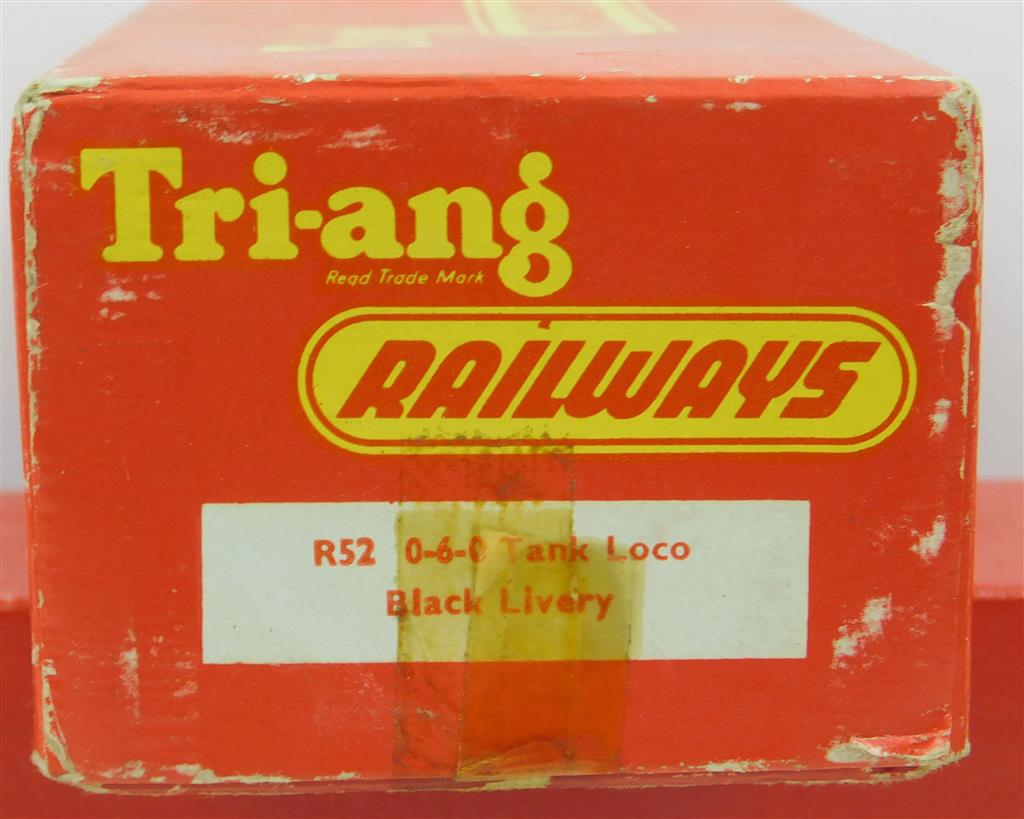 Tri-ang
Regd Trade Mark
RAILWAYS
R52 0-6-0 Tank Loco
Black Livery